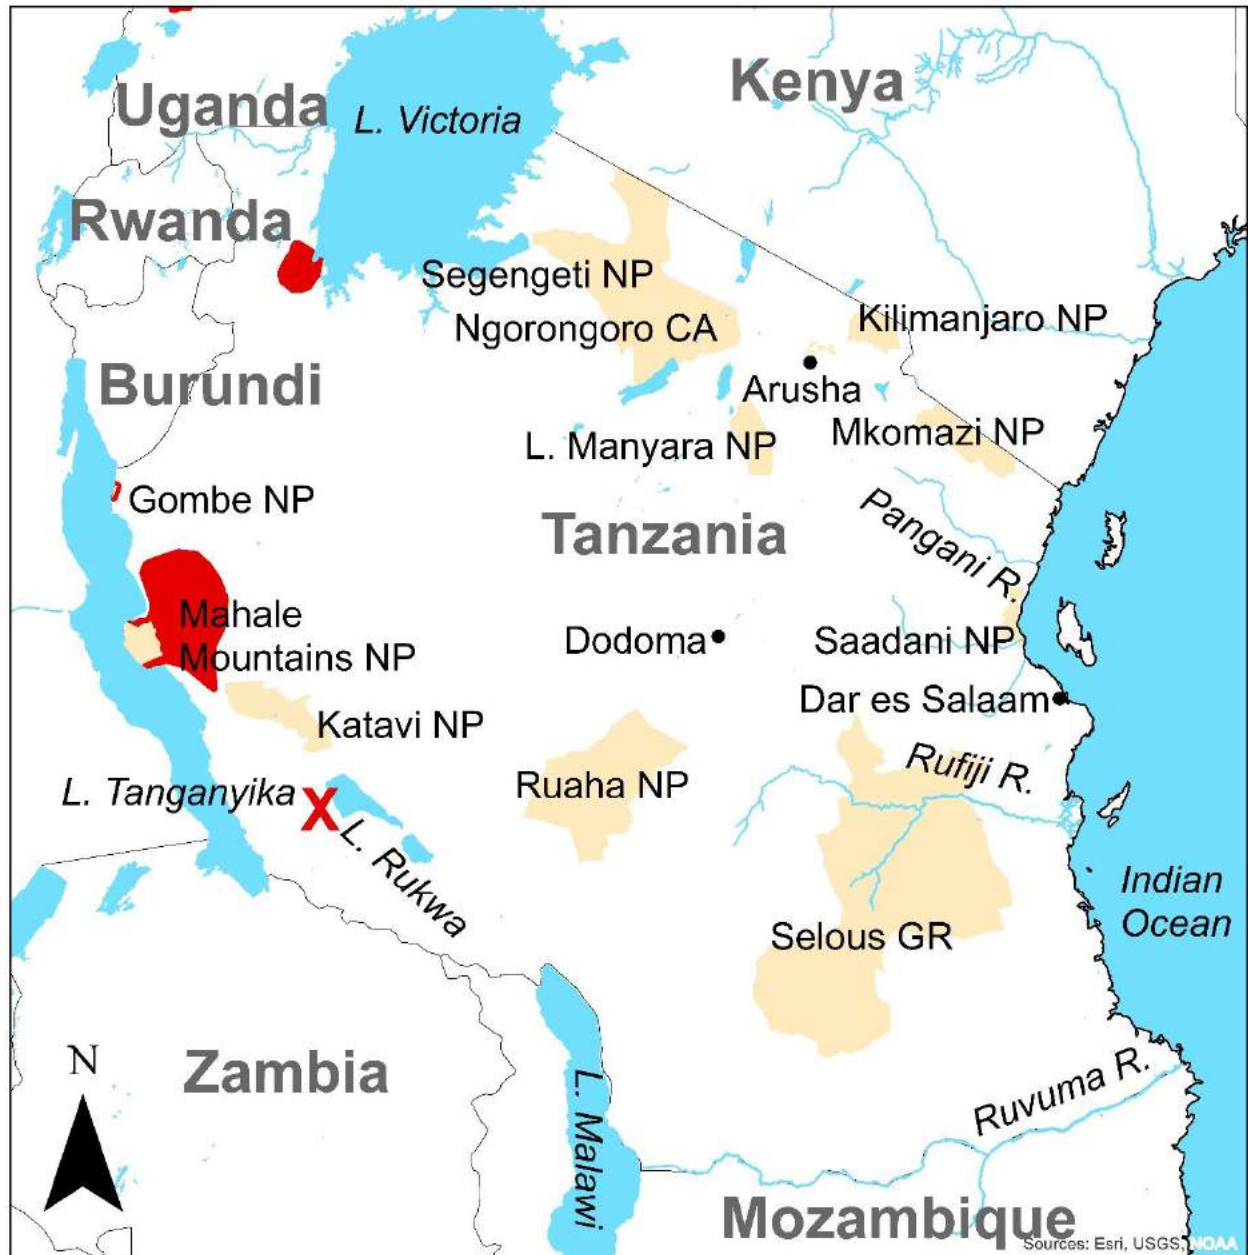 Kenya
Uganda
L. Victoria
Rwanda
Segengeti NP
Ngorongoro CA
Kilimanjaro NP
Burundi
Arusha
L. Manyara NP
Mkomazi NP
Gombe NP
Tanzania
Pangani R.
Mahale
Mountains NP
Dodoma
Saadani NP
Dar es Salaam
Katavi NP
L. Tanganyika
X
L. Rukwa
Ruaha NP
Rufiji R.
Indian
Ocean
Selous GR
N
Zambia
L. Malawi
Ruvuma R.
Mozambique
Sources: Esri, USGS, NOAA